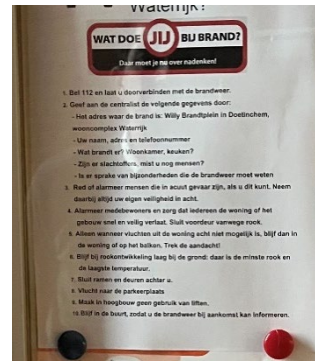 Waterrijk?
WAT DOE JIJ BIJ BRAND?
Daar moet je nu over nadenken!
1. Bel 112 en laat u doorverbinden met de brandweer.
2. Geef aan de centralist de volgende gegevens door:
- Het adres waar de brand is: Willy Brandtplein in Doetinchem,
wooncomplex Waterrijk
- Uw naam, adres en telefoonnummer
- Wat brandt er? Woonkamer, keuken?
- Zijn er slachtoffers, mist u nog mensen?
- Is er sprake van bijzonderheden die de brandweer moet weten
3. Red of alarmeer mensen die in acuut gevaar zijn, als u dit kunt. Neem
daarbij altijd uw eigen veiligheid in acht.
4. Alarmeer medebewoners en zorg dat iedereen de woning of het
gebouw snel en veilig verlaat. Sluit voordeur vanwege rook.
5. Alleen wanneer vluchten uit de woning echt niet mogelijk is, blijf dan in
de woning of op het balkon. Trek de aandacht!
6. Blijf bij rookontwikkeling laag bij de grond: daar is de minste rook en
de laagste temperatuur.
7. Sluit ramen en deuren achter u.
8. Vlucht naar de parkeerplaats
9. Maak in hoogbouw geen gebruik van liften.
10. Blijf in de buurt, zodat u de brandweer bij aankomst kan informeren.